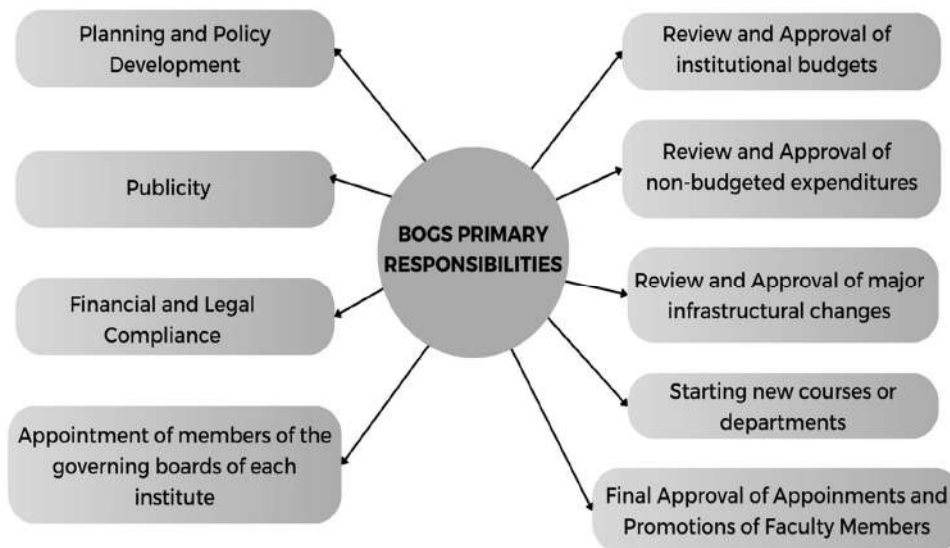 Planning and Policy
Development
Publicity
Financial and Legal
Compliance
Appointment of members of the
governing boards of each
institute
BOGS PRIMARY
RESPONSIBILITIES
Review and Approval of
institutional budgets
Review and Approval of
non-budgeted expenditures
Review and Approval of major
infrastructural changes
Starting new courses or
departments
Final Approval of Appoinments and
Promotions of Faculty Members